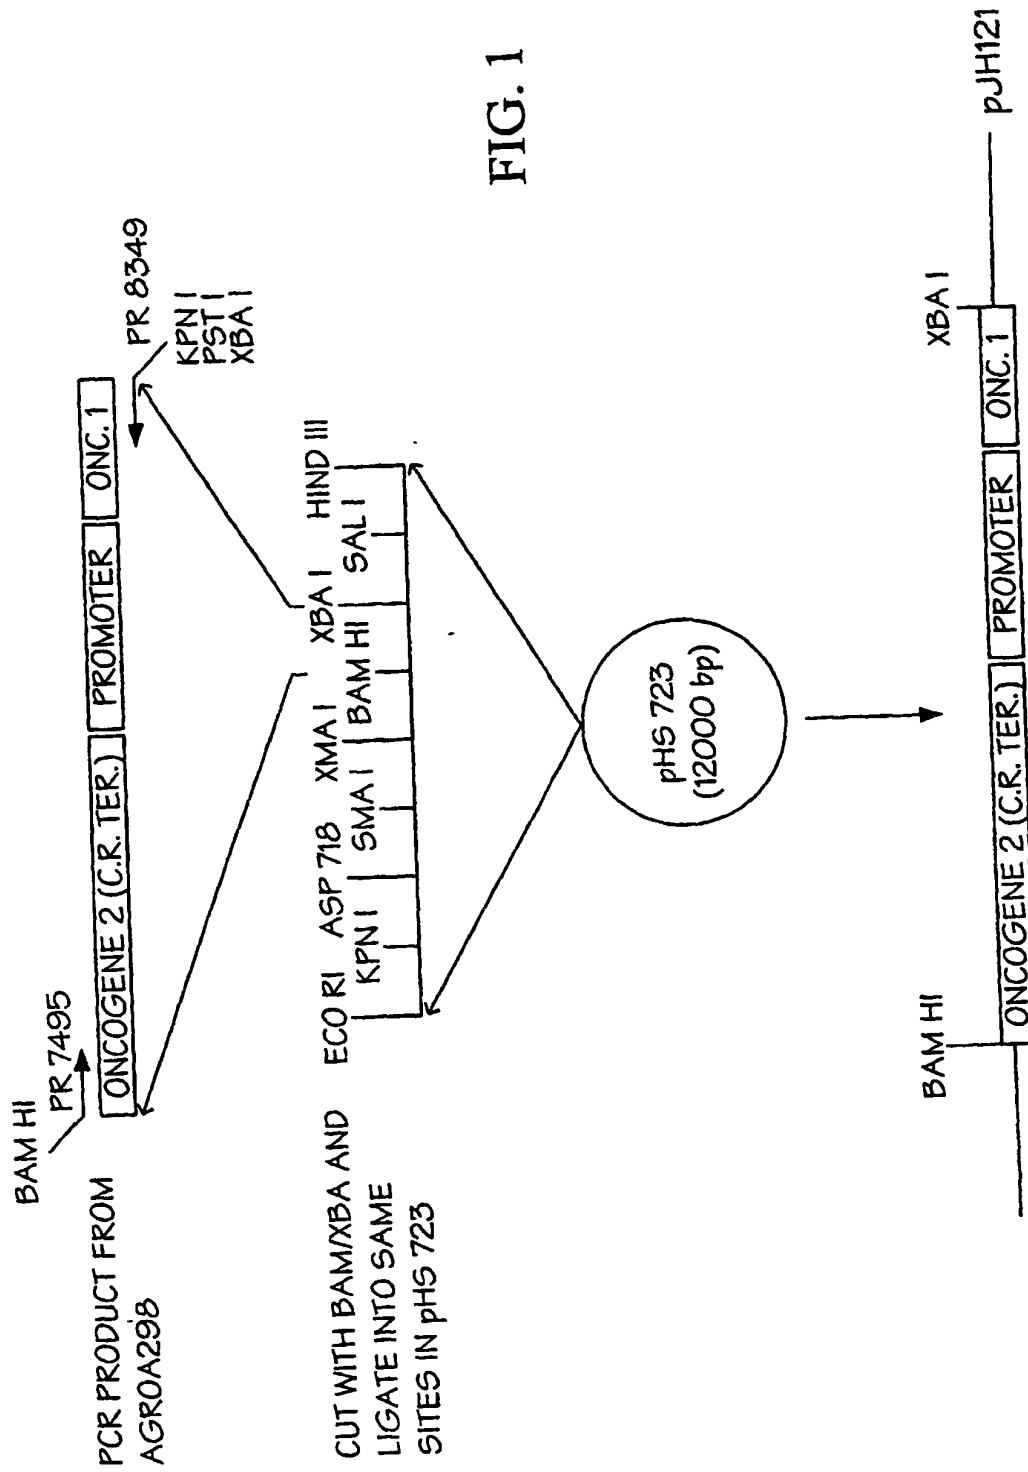 BAM HI
PR 7495
ONCOGENE 2 (C.R. TER.) PROMOTER ONC. 1
PR 8349
KPN I
PST I
XBA I
PCR PRODUCT FROM
AGROA298
ECO RI ASP 718 XMA I XBA I HIND III
KPN I SMA I BAM HI SAL I
CUT WITH BAM/XBA AND
LIGATE INTO SAME
SITES IN pHS 723
FIG. 1
pHS 723
(12000 bp)
BAM HI XBA I
ONCOGENE 2 (C.R. TER.) PROMOTER ONC. 1
pJH121